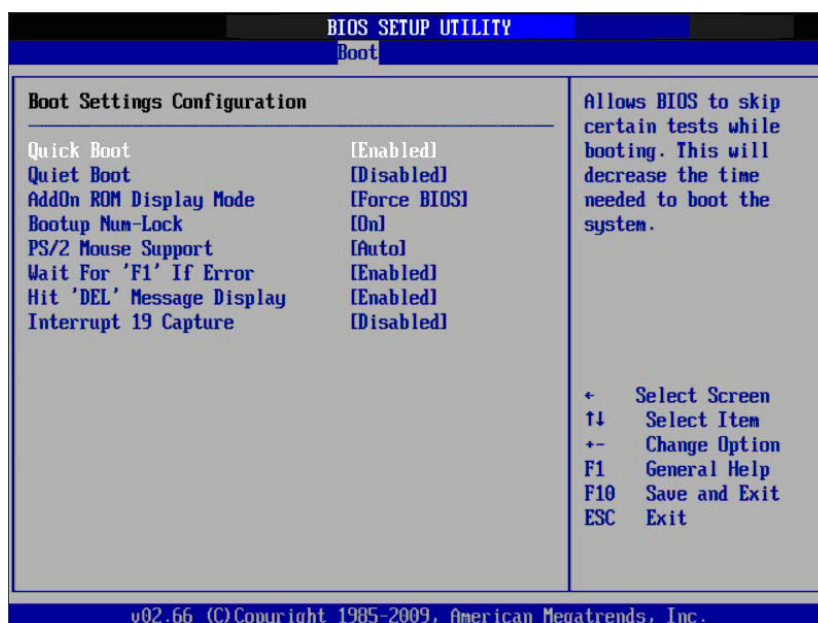 BIOS SETUP UTILITY
Boot
Boot Settings Configuration
Quick Boot [Enabled]
Quiet Boot [Disabled]
AddOn ROM Display Mode [Force BIOS]
Bootup Num-Lock [On]
PS/2 Mouse Support [Auto]
Wait For 'F1' If Error [Enabled]
Hit 'DEL' Message Display [Enabled]
Interrupt 19 Capture [Disabled]
Allows BIOS to skip
certain tests while
booting. This will
decrease the time
needed to boot the
system.
← Select Screen
↑↓ Select Item
+- Change Option
F1 General Help
F10 Save and Exit
ESC Exit
v02.66 (C)Copyright 1985-2009, American Megatrends, Inc.